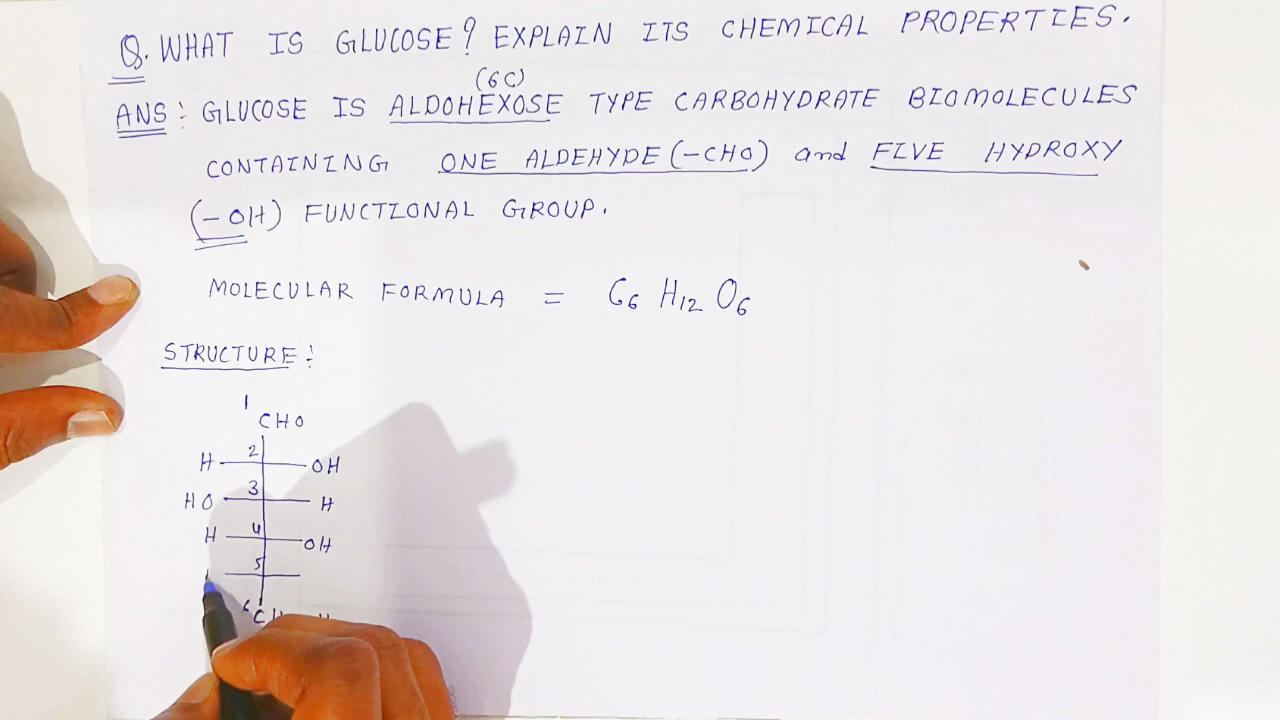 Q. WHAT IS GLUCOSE? EXPLAIN ITS CHEMICAL PROPERTIES.
(6C)
ANS: GLUCOSE IS ALDOHEXOSE TYPE CARBOHYDRATE BIOMOLECULES
CONTAINING ONE ALDEHYDE (-CHO) and FIVE HYDROXY
(-OH) FUNCTIONAL GROUP.
MOLECULAR FORMULA = C6 H12 O6
STRUCTURE:
1
CHO
H 2 OH
HO 3 H
H 4 OH
5
6